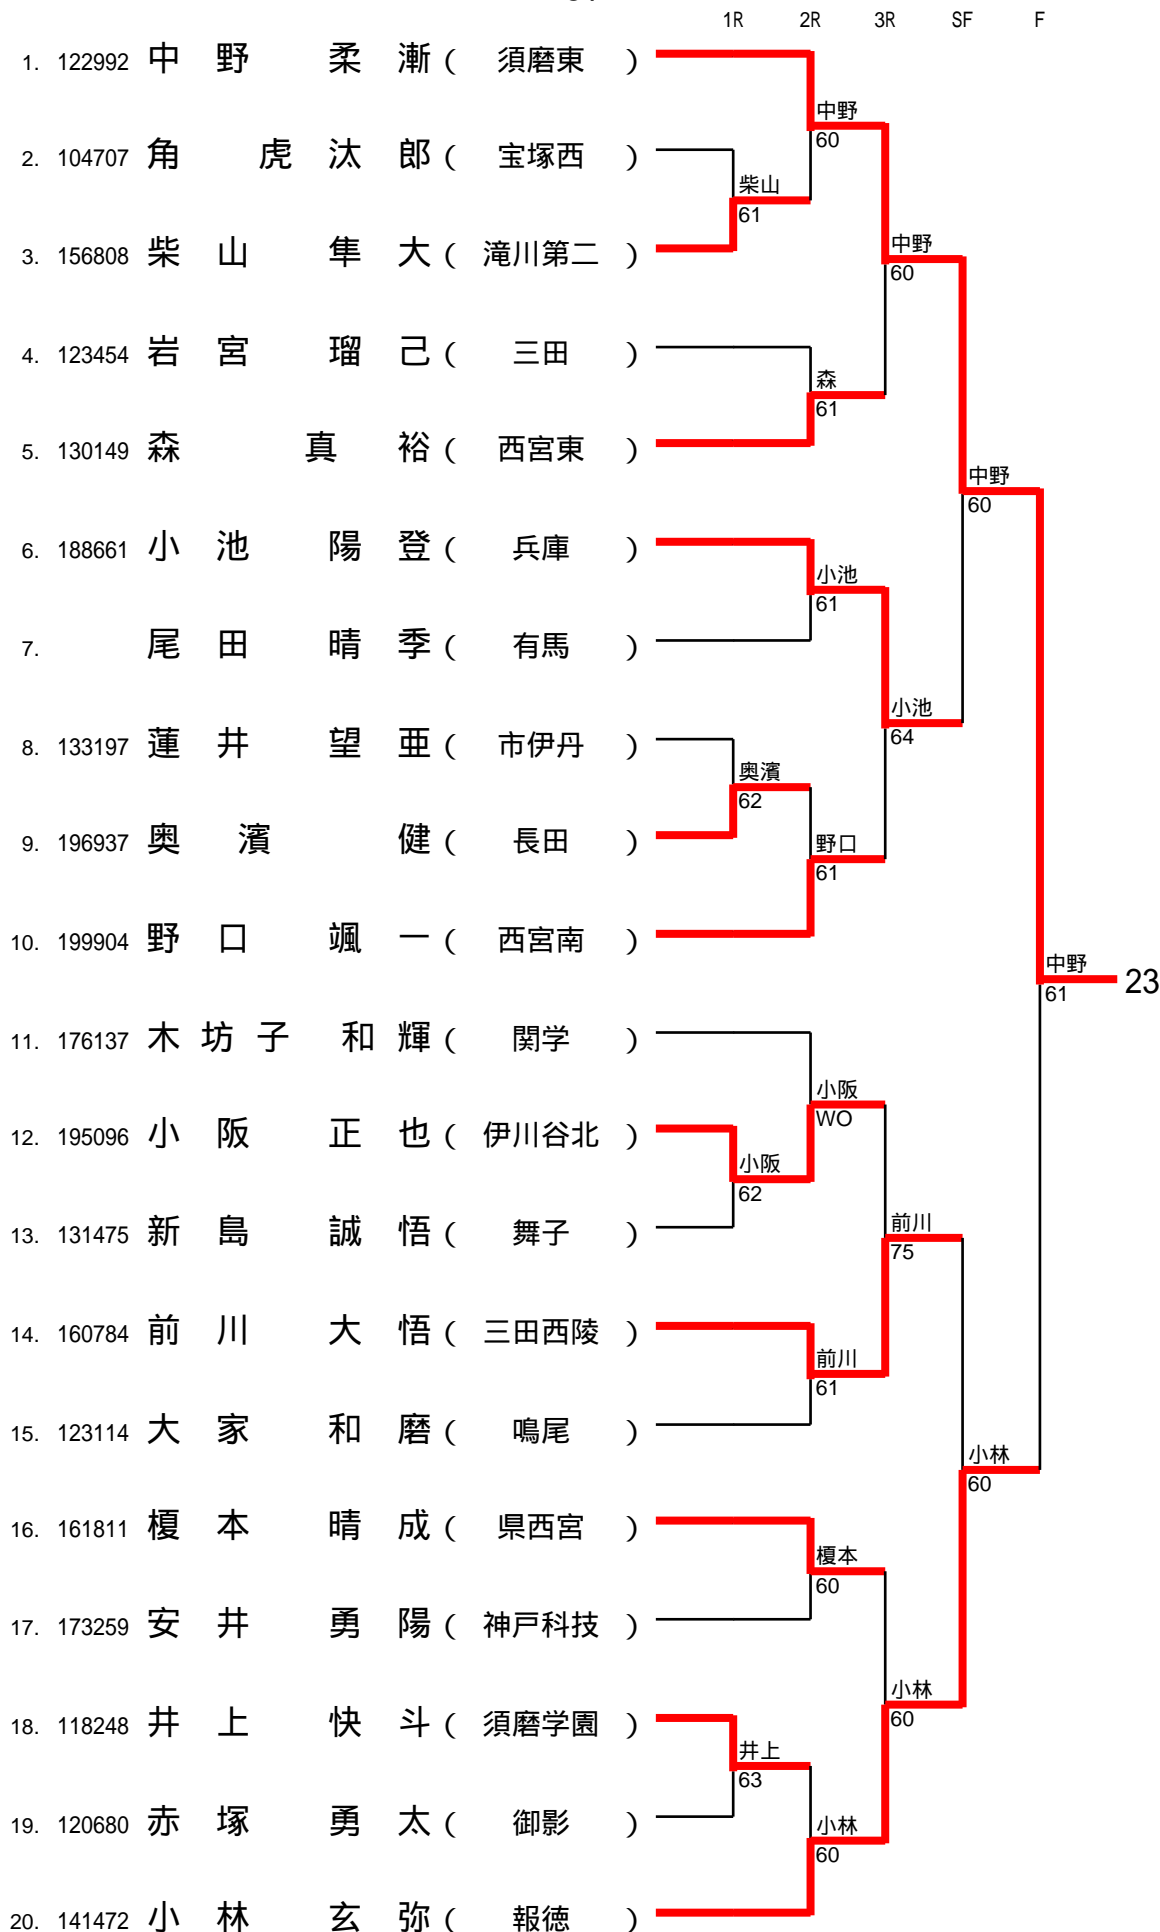 1R 2R 3R SF F
1. 122992 中野 柔漸 ( 須磨東 )
中野
60
2. 104707 角 虎汰郎 ( 宝塚西 )
柴山
61
3. 156808 柴山 隼大 ( 滝川第二 )
中野
60
4. 123454 岩宮 瑠己 ( 三田 )
森
61
5. 130149 森 真裕 ( 西宮東 )
中野
60
6. 188661 小池 陽登 ( 兵庫 )
小池
61
7. 尾田 晴季 ( 有馬 )
小池
64
8. 133197 蓮井 望亜 ( 市伊丹 )
奥濱
62
9. 196937 奥濱 健 ( 長田 )
野口
61
10. 199904 野口 颯一 ( 西宮南 )
中野
61
23
11. 176137 木坊子 和輝 ( 関学 )
小阪
WO
12. 195096 小阪 正也 ( 伊川谷北 )
小阪
62
13. 131475 新島 誠悟 ( 舞子 )
前川
75
14. 160784 前川 大悟 ( 三田西陵 )
前川
61
15. 123114 大家 和磨 ( 鳴尾 )
小林
60
16. 161811 榎本 晴成 ( 県西宮 )
榎本
60
17. 173259 安井 勇陽 ( 神戸科技 )
小林
60
18. 118248 井上 快斗 ( 須磨学園 )
井上
63
19. 120680 赤塚 勇太 ( 御影 )
小林
60
20. 141472 小林 玄弥 ( 報徳 )